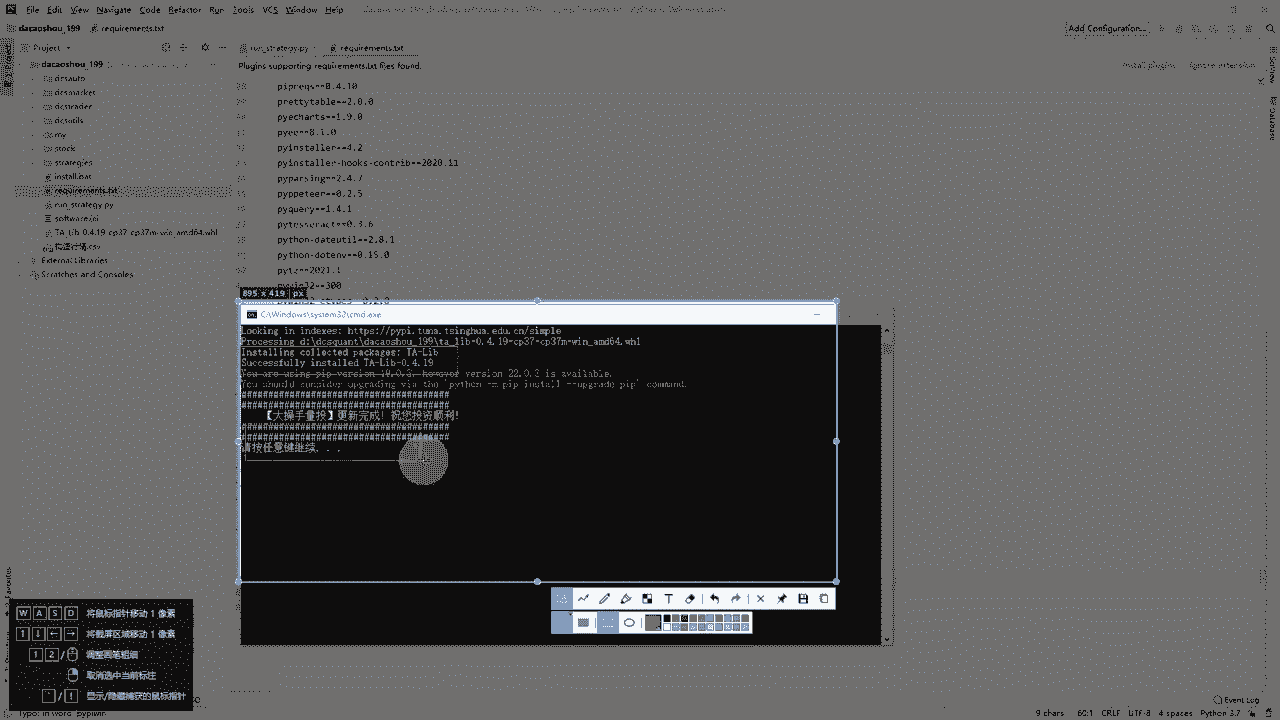 File Edit View Navigate Code Refactor Run Tools VCS Window Help
dacaoshou_199 requirements.txt
Add Configuration...
Project
run_strategy.py
requirements.txt
dacaoshou_199
Plugins supporting requirements.txt files found.
Install plugins
Ignore extension
dcsauto
dcsmarket
dcstrader
dcsutils
my
stock
strategies
install.bat
requirements.txt
run_strategy.py
software.txt
TA_Lib-0.4.19-cp37-cp37m-win_amd64.whl
External Libraries
Scratches and Consoles
pipreqs==0.4.10
prettytable==2.0.0
pyecharts==1.9.0
pyee==8.1.0
pyinstaller==4.2
pyinstaller-hooks-contrib==2020.11
pyparsing==2.4.7
pyppeteer==0.2.5
pyquery==1.4.1
pytesseract==0.3.6
python-dateutil==2.8.1
python-dotenv==0.15.0
pytz==2021.1
pywin32==300
895 x 419 px
C:\Windows\system32\cmd.exe
Looking in indexes: https://pypi.tuna.tsinghua.edu.cn/simple
Processing d:\dcsquant\dacaoshou_199\ta_lib-0.4.19-cp37-cp37m-win_amd64.whl
Installing collected packages: TA-Lib
Successfully installed TA-Lib-0.4.19
You are using pip version 10.0.1, however version 22.0.3 is available.
You should consider upgrading via the 'python -m pip install --upgrade pip' command.
########################################
########################################
【大操手量投】更新完成! 祝您投资顺利!
########################################
########################################
请按任意键继续. . .
W A S D 将鼠标指针移动 1 像素
↑ ↓ ← → 将截屏区域移动 1 像素
1 2 / 调整画笔粗细
取消选中当前标注
显示/隐藏捕获的鼠标指针
Event Log
9 chars 60:1 CRLF UTF-8 4 spaces Python 3.7